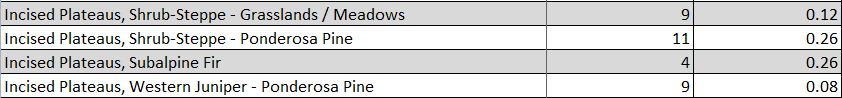 Incised Plateaus, Shrub-Steppe - Grasslands / Meadows 9 0.12
Incised Plateaus, Shrub-Steppe - Ponderosa Pine 11 0.26
Incised Plateaus, Subalpine Fir 4 0.26
Incised Plateaus, Western Juniper - Ponderosa Pine 9 0.08